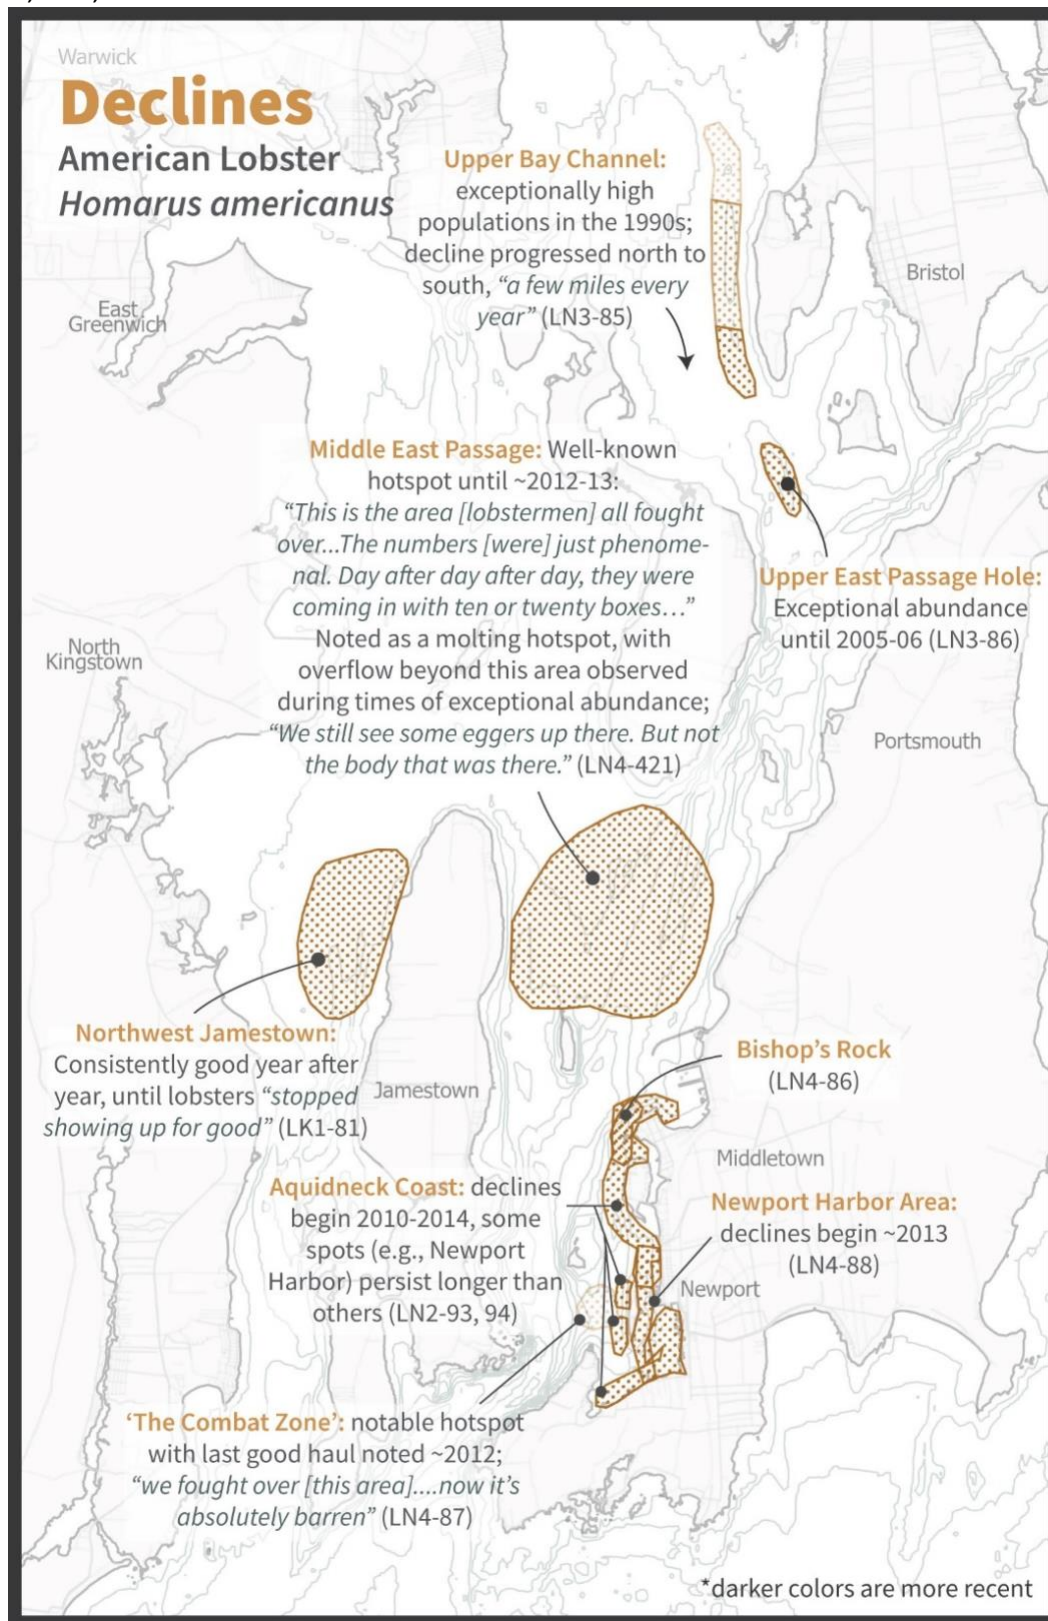 Warwick
Declines
American Lobster
Homarus americanus
Upper Bay Channel:
exceptionally high
populations in the 1990s;
decline progressed north to
south, “a few miles every
year” (LN3-85)
Bristol
East
Greenwich
Middle East Passage: Well-known
hotspot until ~2012-13:
“This is the area [lobstermen] all fought
over...The numbers [were] just phenome-
nal. Day after day after day, they were
coming in with ten or twenty boxes…”
Noted as a molting hotspot, with
overflow beyond this area observed
during times of exceptional abundance;
“We still see some eggers up there. But not
the body that was there.” (LN4-421)
Upper East Passage Hole:
Exceptional abundance
until 2005-06 (LN3-86)
North
Kingstown
Portsmouth
Northwest Jamestown:
Consistently good year after
year, until lobsters “stopped
showing up for good” (LK1-81)
Jamestown
Bishop’s Rock
(LN4-86)
Middletown
Aquidneck Coast: declines
begin 2010-2014, some
spots (e.g., Newport
Harbor) persist longer than
others (LN2-93, 94)
Newport Harbor Area:
declines begin ~2013
(LN4-88)
Newport
‘The Combat Zone’: notable hotspot
with last good haul noted ~2012;
“we fought over [this area]....now it’s
absolutely barren” (LN4-87)
*darker colors are more recent